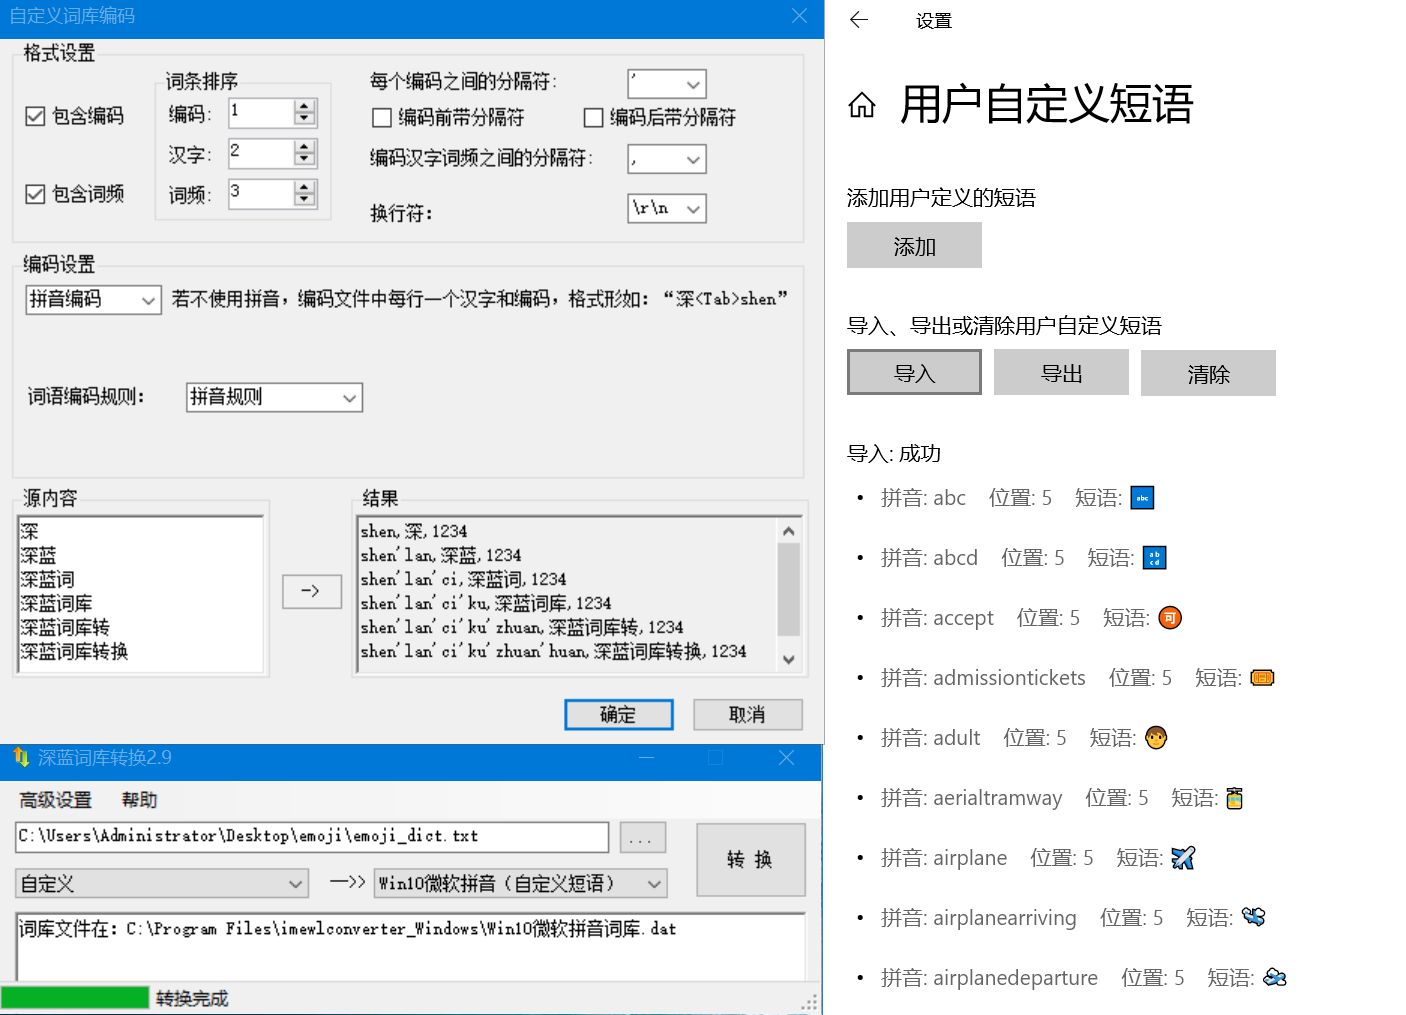 自定义词库编码
格式设置
包含编码
包含词频
词条排序
编码: 1
汉字: 2
词频: 3
每个编码之间的分隔符: '
编码前带分隔符 编码后带分隔符
编码汉字词频之间的分隔符: ,
换行符: \r\n
编码设置
拼音编码 若不使用拼音，编码文件中每行一个汉字和编码，格式形如：“深<Tab>shen”
词语编码规则: 拼音规则
源内容
深
深蓝
深蓝词
深蓝词库
深蓝词库转
深蓝词库转换
->
结果
shen,深,1234
shen'lan,深蓝,1234
shen'lan'ci,深蓝词,1234
shen'lan'ci'ku,深蓝词库,1234
shen'lan'ci'ku'zhuan,深蓝词库转,1234
shen'lan'ci'ku'zhuan'huan,深蓝词库转换,1234
确定 取消
深蓝词库转换2.9
高级设置 帮助
C:\Users\Administrator\Desktop\emoji\emoji_dict.txt ...
转 换
自定义 —>> Win10微软拼音（自定义短语）
词库文件在: C:\Program Files\imewlconverter_Windows\Win10微软拼音词库.dat
转换完成
设置
用户自定义短语
添加用户定义的短语
添加
导入、导出或清除用户自定义短语
导入 导出 清除
导入: 成功
• 拼音: abc 位置: 5 短语: abc
• 拼音: abcd 位置: 5 短语: ab cd
• 拼音: accept 位置: 5 短语: 可
• 拼音: admissiontickets 位置: 5 短语:
• 拼音: adult 位置: 5 短语:
• 拼音: aerialtramway 位置: 5 短语:
• 拼音: airplane 位置: 5 短语:
• 拼音: airplanearriving 位置: 5 短语:
• 拼音: airplanedeparture 位置: 5 短语: